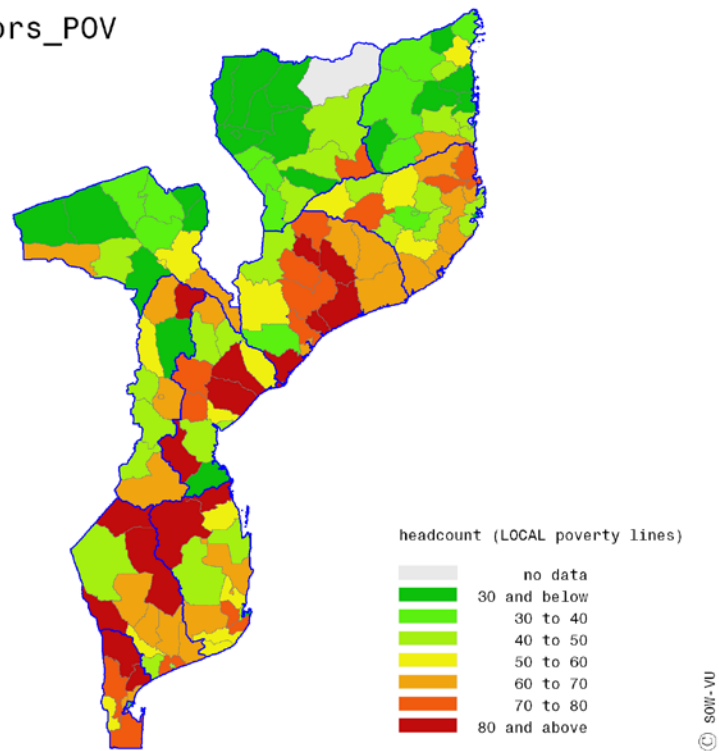 ors_POV
headcount (LOCAL poverty lines)
no data
30 and below
30 to 40
40 to 50
50 to 60
60 to 70
70 to 80
80 and above
© SOW-VU